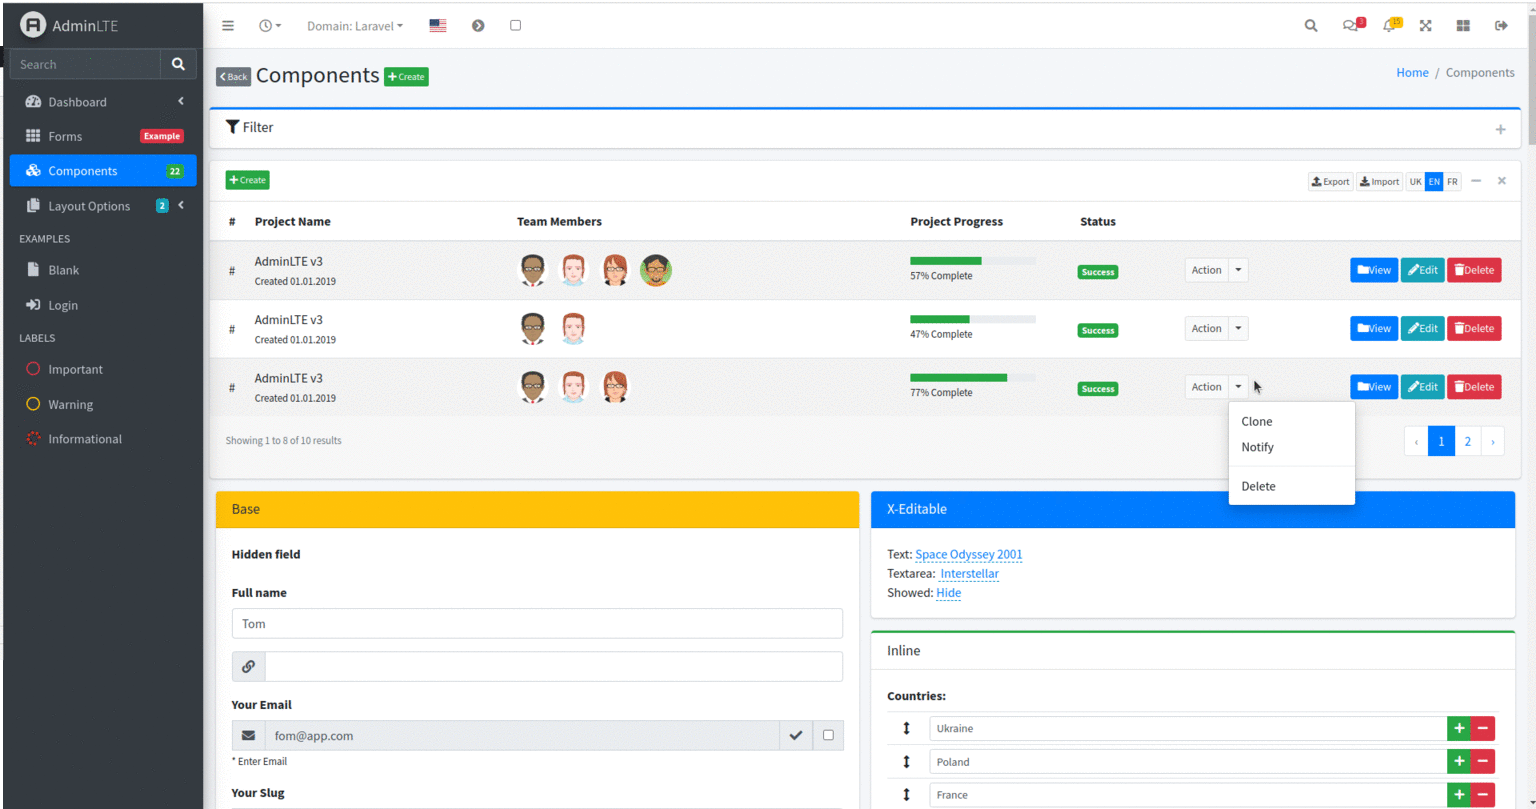 AdminLTE
Domain: Laravel
3
15
Search
Dashboard
Forms Example
Components 22
Layout Options 2
EXAMPLES
Blank
Login
LABELS
Important
Warning
Informational
Back Components Create
Home / Components
Filter
Create
Export Import UK EN FR
# Project Name Team Members Project Progress Status
# AdminLTE v3
Created 01.01.2019
57% Complete
Success Action View Edit Delete
# AdminLTE v3
Created 01.01.2019
47% Complete
Success Action View Edit Delete
# AdminLTE v3
Created 01.01.2019
77% Complete
Success Action View Edit Delete
Clone
Notify
Delete
Showing 1 to 8 of 10 results
‹ 1 2 ›
Base
Hidden field
Full name
Tom
Your Email
fom@app.com
* Enter Email
Your Slug
X-Editable
Text: Space Odyssey 2001
Textarea: Interstellar
Showed: Hide
Inline
Countries:
Ukraine
Poland
France